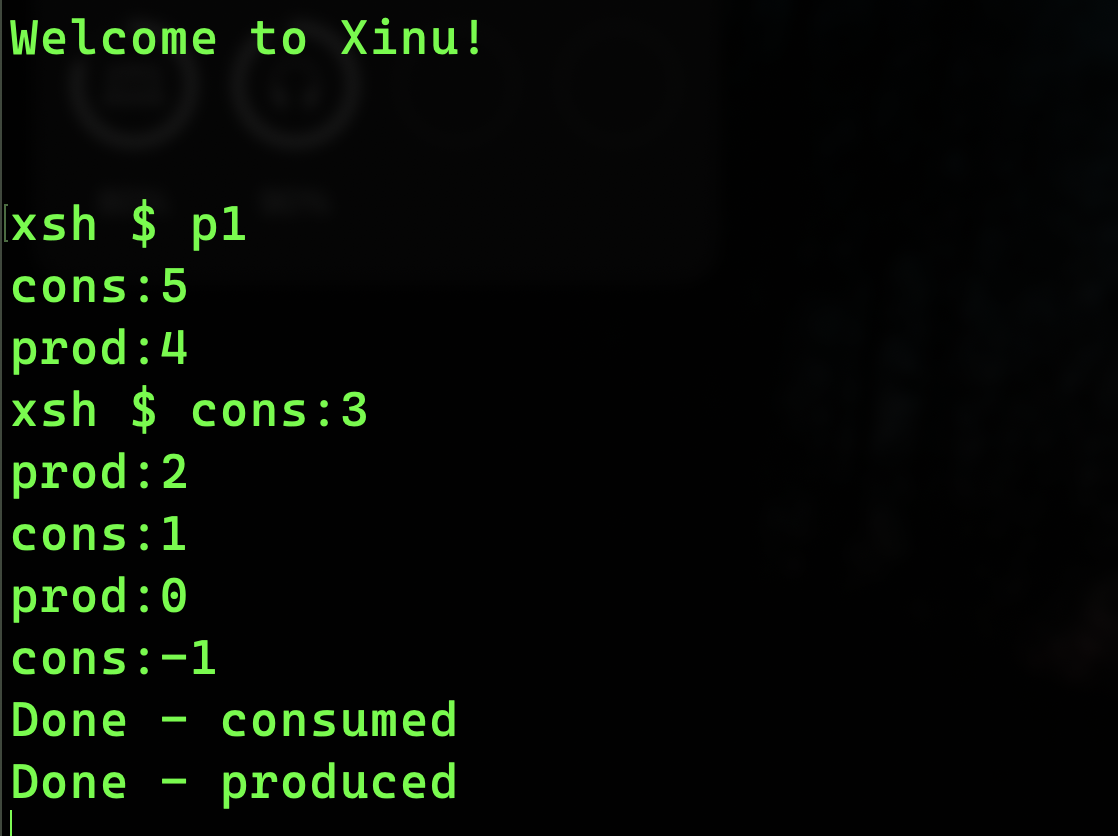 Welcome to Xinu!
xsh $ p1
cons:5
prod:4
xsh $ cons:3
prod:2
cons:1
prod:0
cons:-1
Done - consumed
Done - produced